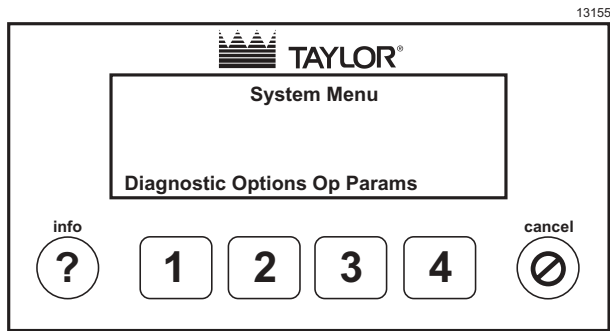 13155
TAYLOR®
System Menu
Diagnostic Options Op Params
info
cancel
?
1
2
3
4